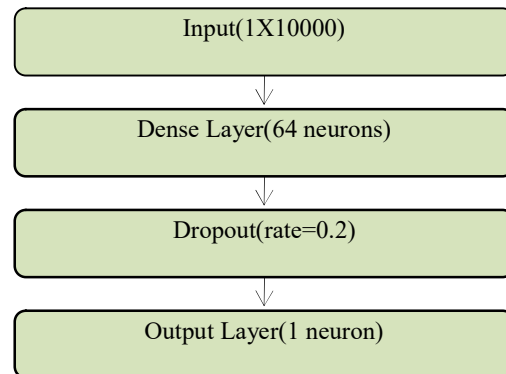 Input(1X10000)
Dense Layer(64 neurons)
Dropout(rate=0.2)
Output Layer(1 neuron)